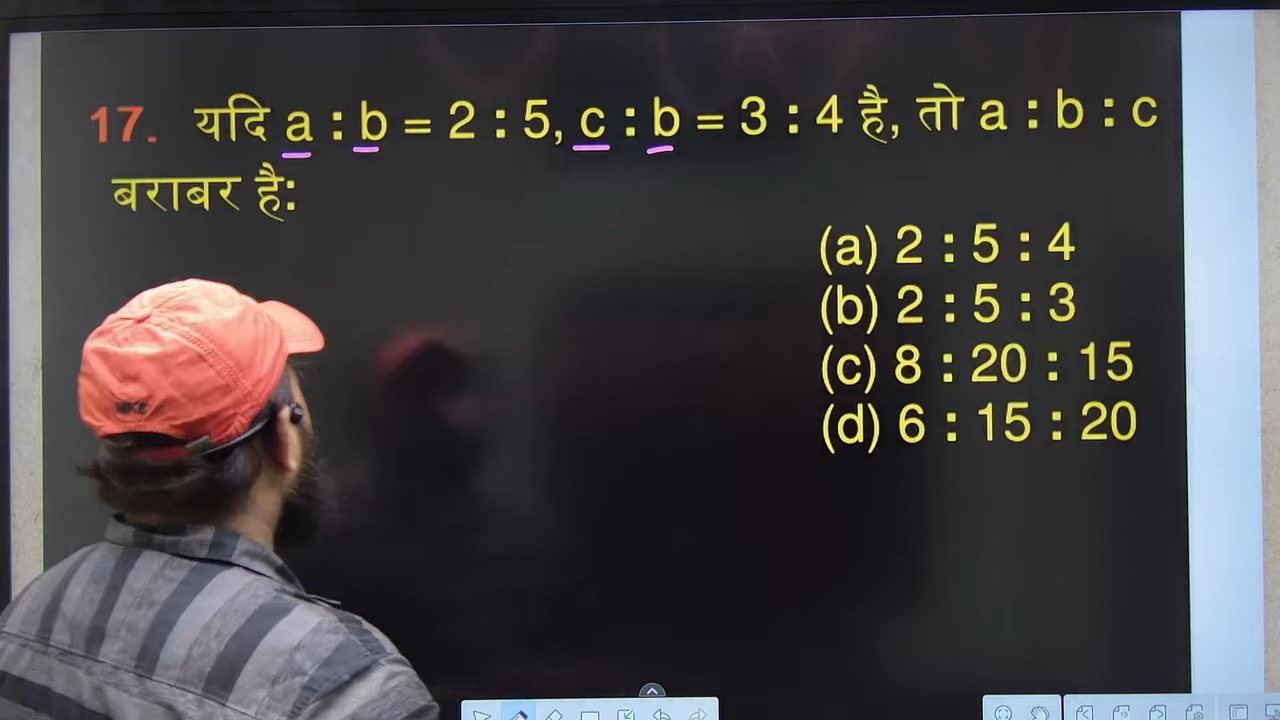 17. यदि a : b = 2 : 5, c : b = 3 : 4 है, तो a : b : c
बराबर है:
(a) 2 : 5 : 4
(b) 2 : 5 : 3
(c) 8 : 20 : 15
(d) 6 : 15 : 20
NIKE